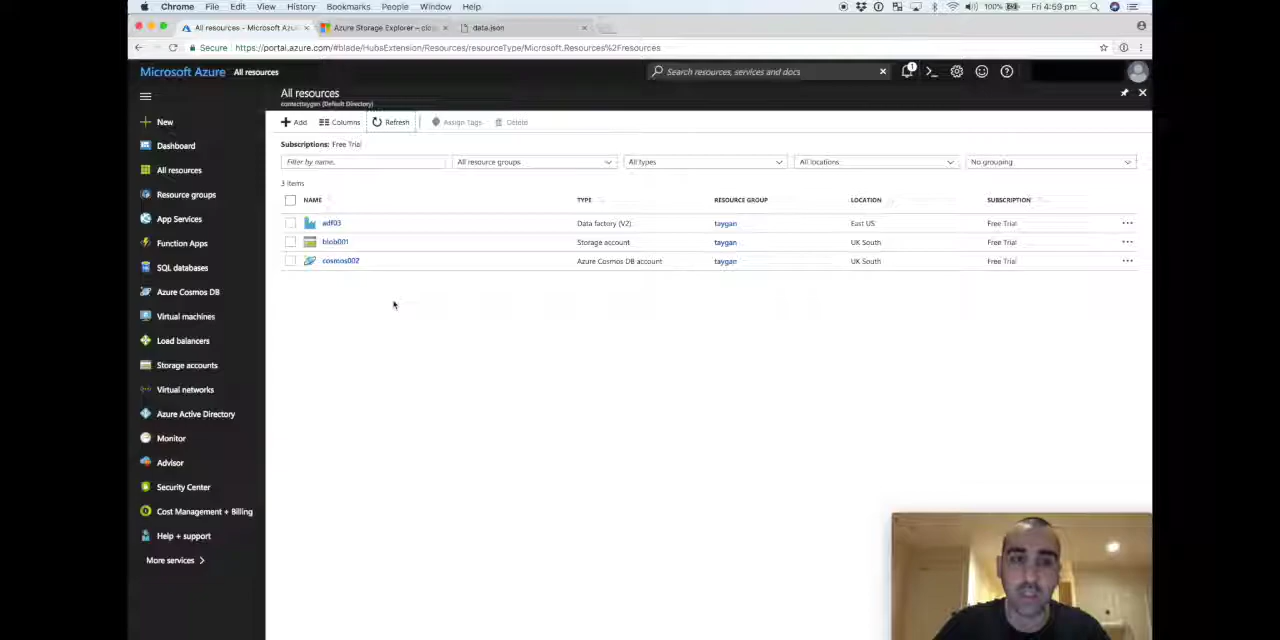 Chrome File Edit View History Bookmarks People Window Help 100% Fri 4:59 pm
All resources - Microsoft Azu Azure Storage Explorer – clo data.json
Secure https://portal.azure.com/#blade/HubsExtension/Resources/resourceType/Microsoft.Resources%2Fresources
Microsoft Azure All resources Search resources, services and docs 1
All resources
(Default Directory)
New
Dashboard
All resources
Resource groups
App Services
Function Apps
SQL databases
Azure Cosmos DB
Virtual machines
Load balancers
Storage accounts
Virtual networks
Azure Active Directory
Monitor
Advisor
Security Center
Cost Management + Billing
Help + support
More services
Add Columns Refresh Assign Tags Delete
Subscriptions: Free Trial
Filter by name... All resource groups All types All locations No grouping
3 items
NAME TYPE RESOURCE GROUP LOCATION SUBSCRIPTION
adf03 Data factory (V2) taygan East US Free Trial
blob001 Storage account taygan UK South Free Trial
cosmos002 Azure Cosmos DB account taygan UK South Free Trial